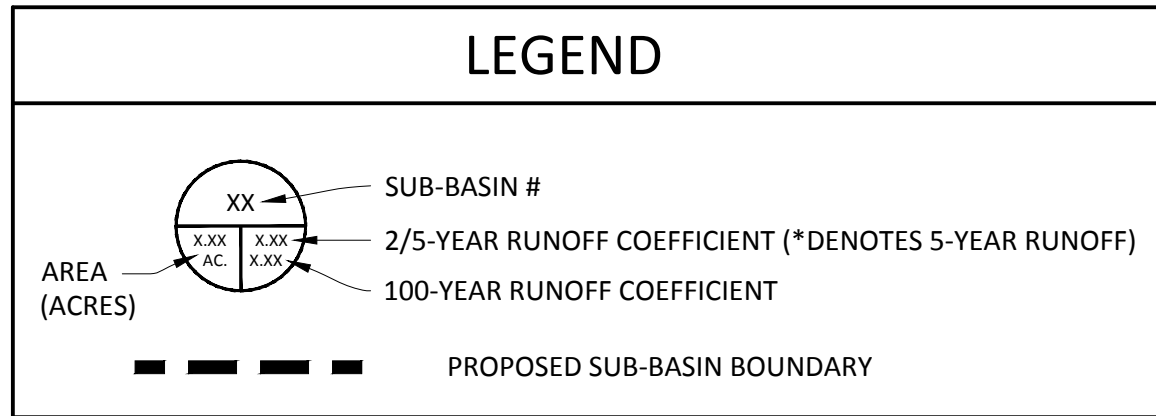 LEGEND
XX
SUB-BASIN #
X.XX
X.XX
2/5-YEAR RUNOFF COEFFICIENT (*DENOTES 5-YEAR RUNOFF)
AC.
X.XX
100-YEAR RUNOFF COEFFICIENT
AREA
(ACRES)
PROPOSED SUB-BASIN BOUNDARY